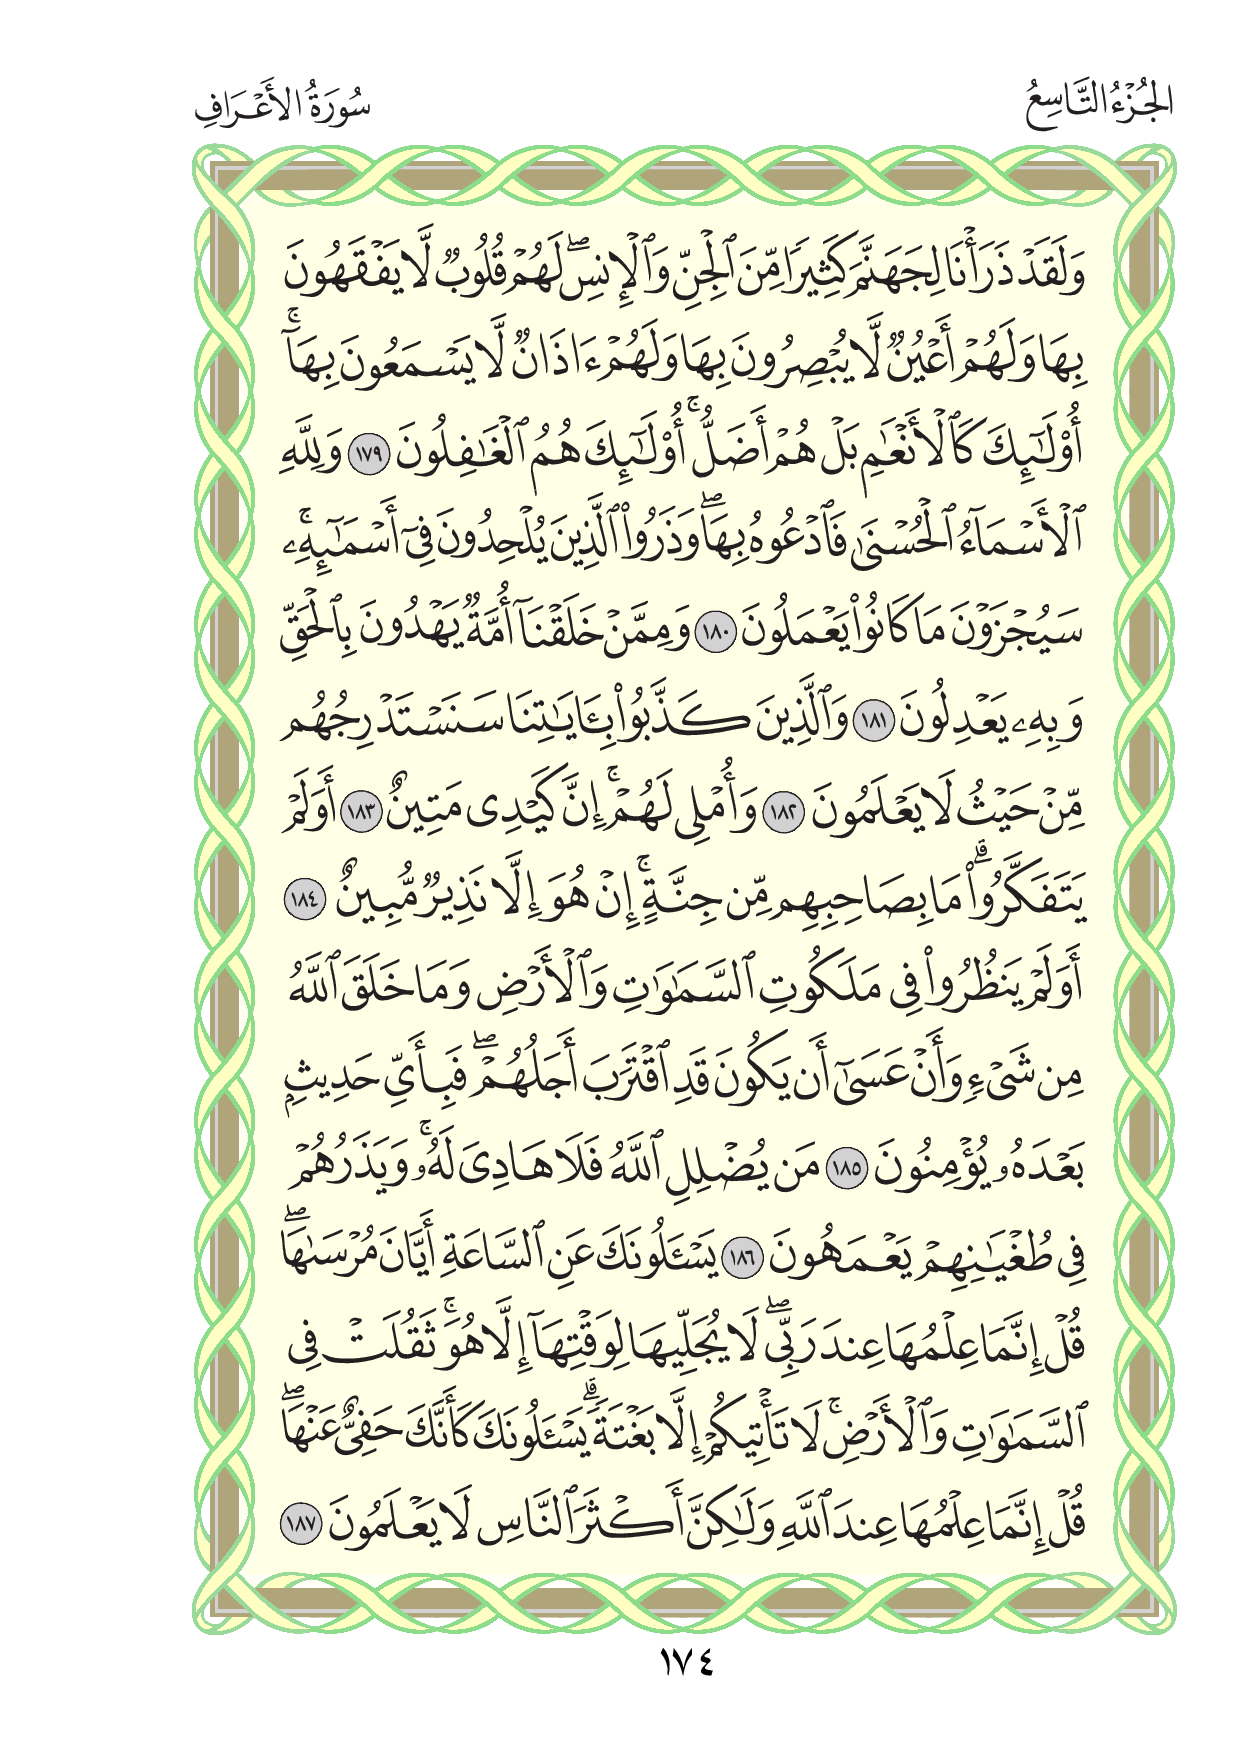 الجُزْءُ التَّاسِعُ
سُورَةُ الأَعْرَافِ
وَلَقَدْ ذَرَأْنَا لِجَهَنَّمَ كَثِيرًا مِّنَ ٱلْجِنِّ وَٱلْإِنسِ ۖ لَهُمْ قُلُوبٌ لَّا يَفْقَهُونَ
بِهَا وَلَهُمْ أَعْيُنٌ لَّا يُبْصِرُونَ بِهَا وَلَهُمْ ءَاذَانٌ لَّا يَسْمَعُونَ بِهَآ ۚ
أُو۟لَـٰٓئِكَ كَٱلْأَنْعَـٰمِ بَلْ هُمْ أَضَلُّ ۚ أُو۟لَـٰٓئِكَ هُمُ ٱلْغَـٰفِلُونَ ١٧٩ وَلِلَّهِ
ٱلْأَسْمَآءُ ٱلْحُسْنَىٰ فَٱدْعُوهُ بِهَا ۖ وَذَرُوا۟ ٱلَّذِينَ يُلْحِدُونَ فِىٓ أَسْمَـٰٓئِهِۦ ۚ
سَيُجْزَوْنَ مَا كَانُوا۟ يَعْمَلُونَ ١٨٠ وَمِمَّنْ خَلَقْنَآ أُمَّةٌ يَهْدُونَ بِٱلْحَقِّ
وَبِهِۦ يَعْدِلُونَ ١٨١ وَٱلَّذِينَ كَذَّبُوا۟ بِـَٔايَـٰتِنَا سَنَسْتَدْرِجُهُم
مِّنْ حَيْثُ لَا يَعْلَمُونَ ١٨٢ وَأُمْلِى لَهُمْ ۚ إِنَّ كَيْدِى مَتِينٌ ١٨٣ أَوَلَمْ
يَتَفَكَّرُوا۟ ۗ مَا بِصَاحِبِهِم مِّن جِنَّةٍ ۚ إِنْ هُوَ إِلَّا نَذِيرٌ مُّبِينٌ ١٨٤
أَوَلَمْ يَنظُرُوا۟ فِى مَلَكُوتِ ٱلسَّمَـٰوَٰتِ وَٱلْأَرْضِ وَمَا خَلَقَ ٱللَّهُ
مِن شَىْءٍ وَأَنْ عَسَىٰٓ أَن يَكُونَ قَدِ ٱقْتَرَبَ أَجَلُهُمْ ۖ فَبِأَىِّ حَدِيثٍۭ
بَعْدَهُۥ يُؤْمِنُونَ ١٨٥ مَن يُضْلِلِ ٱللَّهُ فَلَا هَادِىَ لَهُۥ ۚ وَيَذَرُهُمْ
فِى طُغْيَـٰنِهِمْ يَعْمَهُونَ ١٨٦ يَسْـَٔلُونَكَ عَنِ ٱلسَّاعَةِ أَيَّانَ مُرْسَىٰهَا ۖ
قُلْ إِنَّمَا عِلْمُهَا عِندَ رَبِّى ۖ لَا يُجَلِّيهَا لِوَقْتِهَآ إِلَّا هُوَ ۚ ثَقُلَتْ فِى
ٱلسَّمَـٰوَٰتِ وَٱلْأَرْضِ ۚ لَا تَأْتِيكُمْ إِلَّا بَغْتَةً ۗ يَسْـَٔلُونَكَ كَأَنَّكَ حَفِىٌّ عَنْهَا ۖ
قُلْ إِنَّمَا عِلْمُهَا عِندَ ٱللَّهِ وَلَـٰكِنَّ أَكْثَرَ ٱلنَّاسِ لَا يَعْلَمُونَ ١٨٧
١٧٤